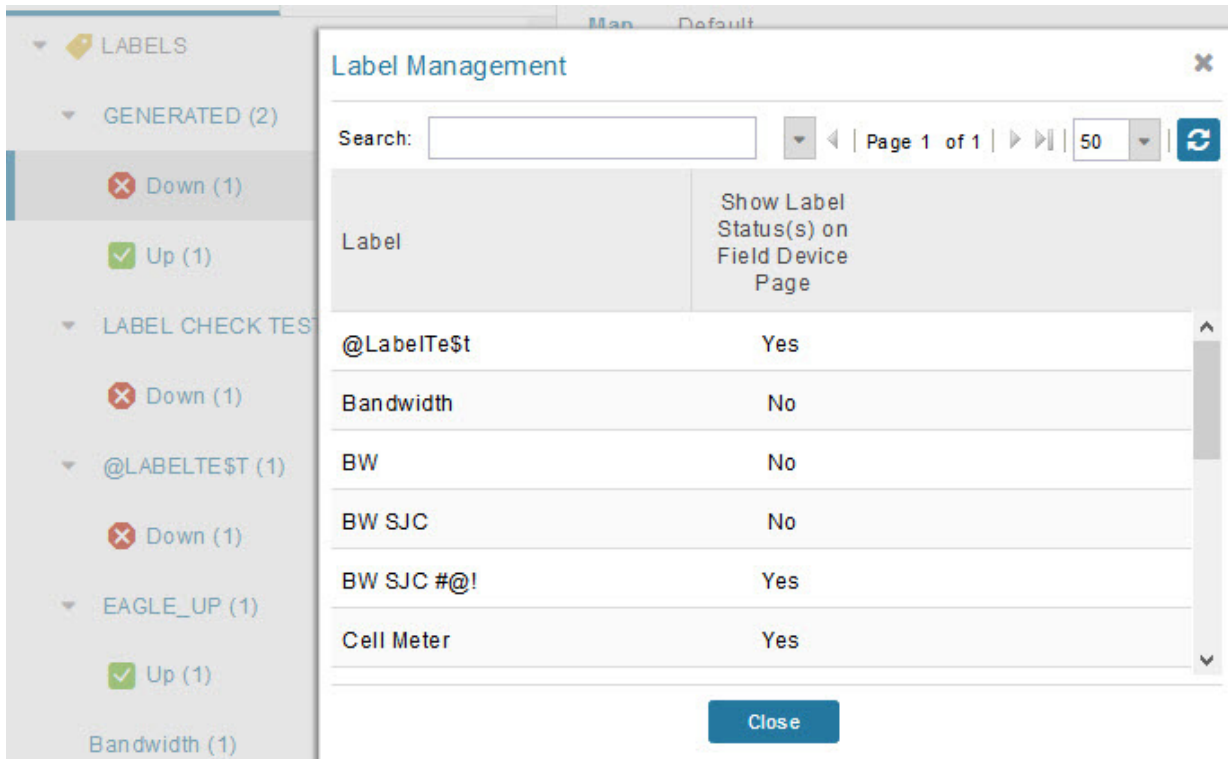 Map Default
LABELS
GENERATED (2)
Down (1)
Up (1)
LABEL CHECK TEST
Down (1)
@LABELTE$T (1)
Down (1)
EAGLE_UP (1)
Up (1)
Bandwidth (1)
Label Management
Search:
Page 1 of 1
50
Label
Show Label
Status(s) on
Field Device
Page
@LabelTe$t Yes
Bandwidth No
BW No
BW SJC No
BW SJC #@! Yes
Cell Meter Yes
Close